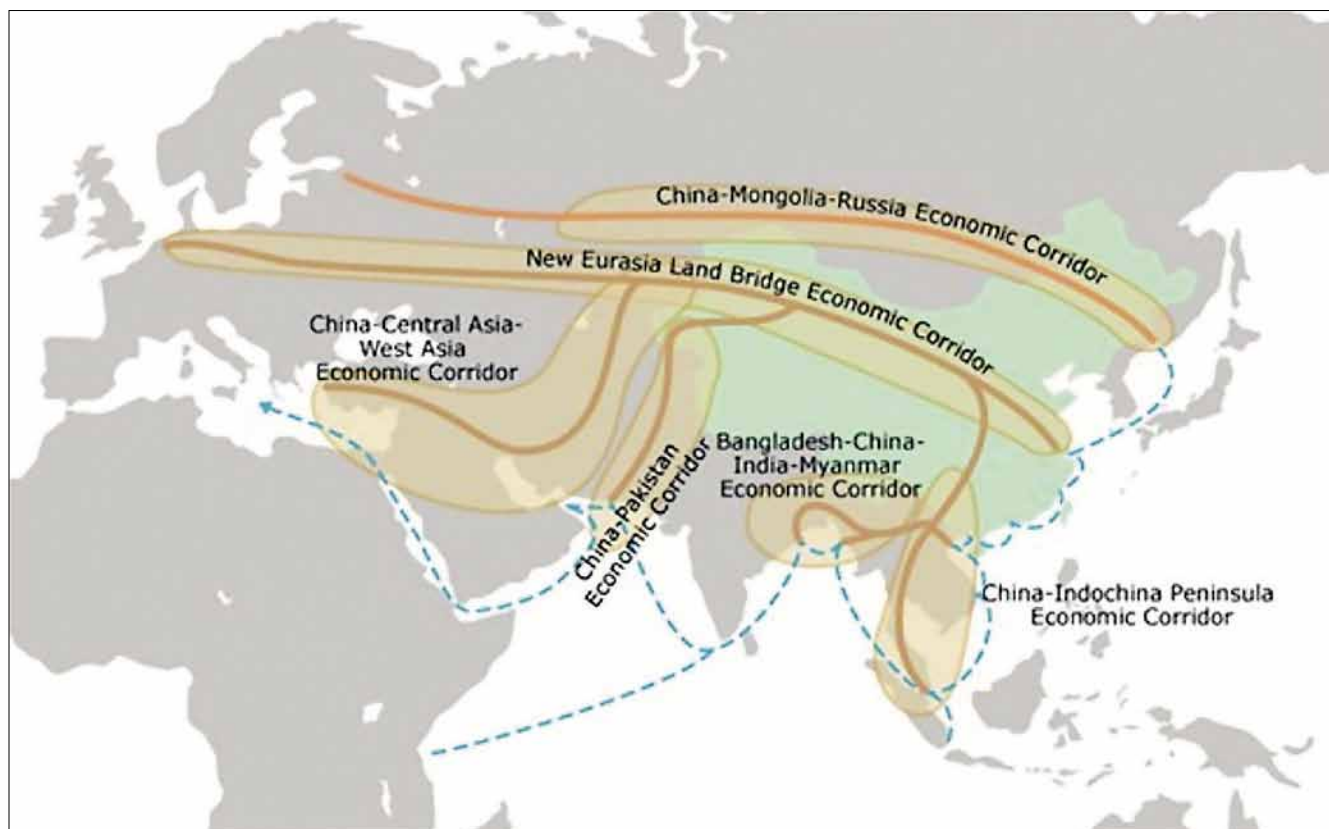 China-Mongolia-Russia Economic Corridor
New Eurasia Land Bridge Economic Corridor
China-Central Asia-
West Asia
Economic Corridor
China-Pakistan
Economic Corridor
Bangladesh-China-
India-Myanmar
Economic Corridor
China-Indochina Peninsula
Economic Corridor